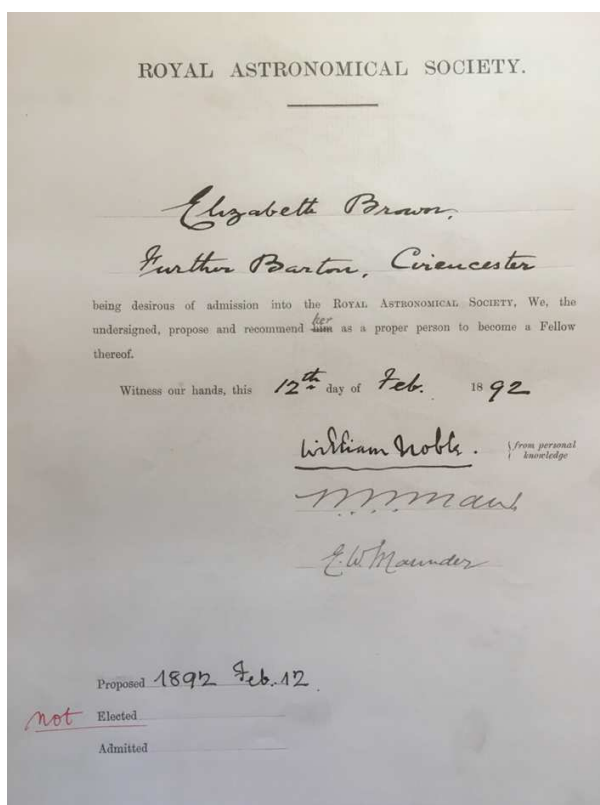 ROYAL ASTRONOMICAL SOCIETY.
Elizabeth Brown,
Further Barton, Cirencester
being desirous of admission into the ROYAL ASTRONOMICAL SOCIETY, We, the
her
undersigned, propose and recommend him as a proper person to become a Fellow
thereof.
Witness our hands, this 12th day of Feb. 1892
William Noble. from personal
knowledge
E. W. Maunder
Proposed 1892 Feb. 12
not Elected
Admitted